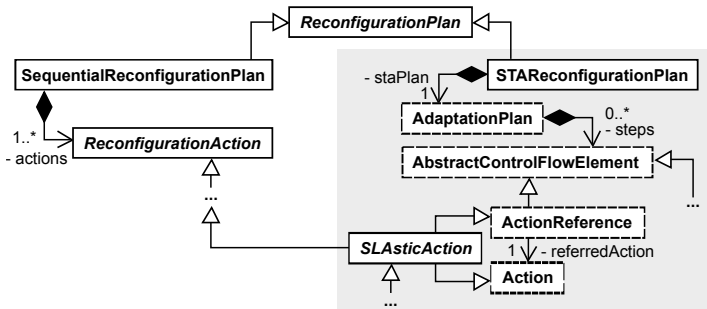 ReconfigurationPlan
SequentialReconfigurationPlan
- staPlan
STAReconfigurationPlan
1
AdaptationPlan
0..*
- steps
1..*
- actions
ReconfigurationAction
AbstractControlFlowElement
...
...
ActionReference
SLAsticAction
1
- referredAction
Action
...